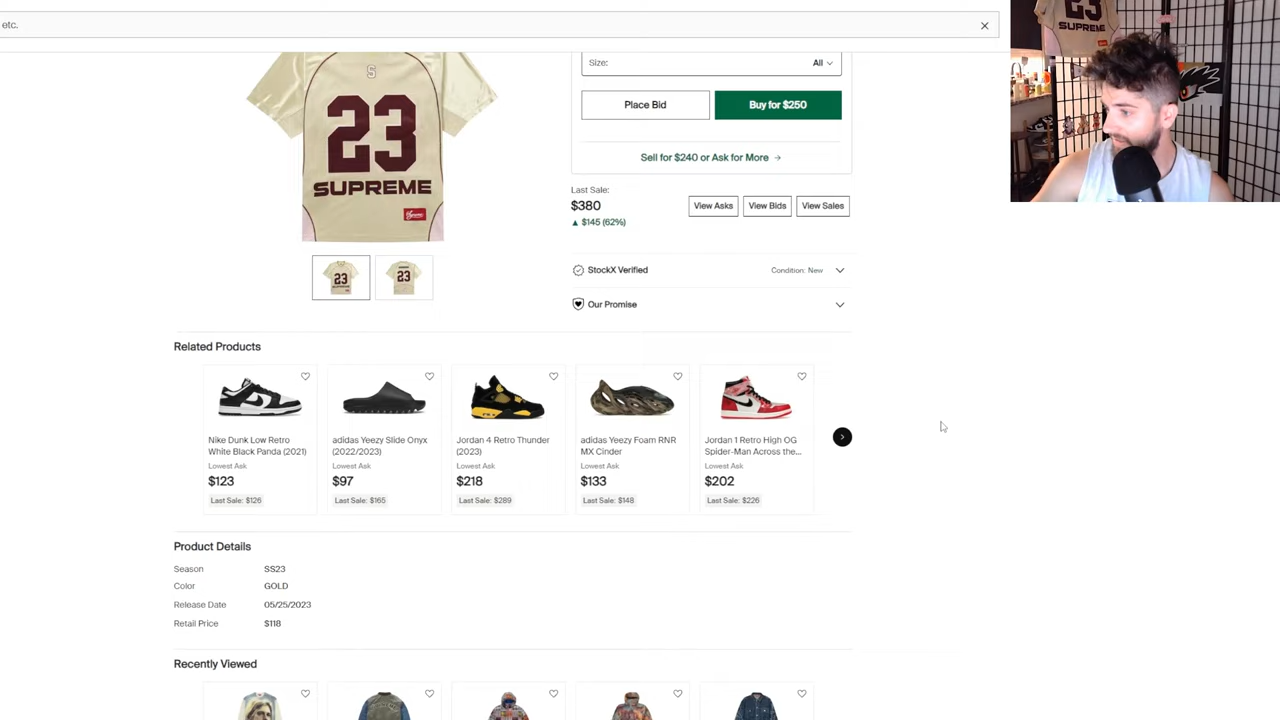 etc.
S
23
SUPREME
Size:
All
Place Bid
Buy for $250
Sell for $240 or Ask for More →
Last Sale:
$380
▲ $145 (62%)
View Asks
View Bids
View Sales
StockX Verified
Condition: New
Our Promise
23
SUPREME
23
Related Products
Nike Dunk Low Retro
White Black Panda (2021)
Lowest Ask
$123
Last Sale: $126
adidas Yeezy Slide Onyx
(2022/2023)
Lowest Ask
$97
Last Sale: $165
Jordan 4 Retro Thunder
(2023)
Lowest Ask
$218
Last Sale: $289
adidas Yeezy Foam RNR
MX Cinder
Lowest Ask
$133
Last Sale: $148
Jordan 1 Retro High OG
Spider-Man Across the...
Lowest Ask
$202
Last Sale: $226
Product Details
Season SS23
Color GOLD
Release Date 05/25/2023
Retail Price $118
Recently Viewed
23
SUPREME